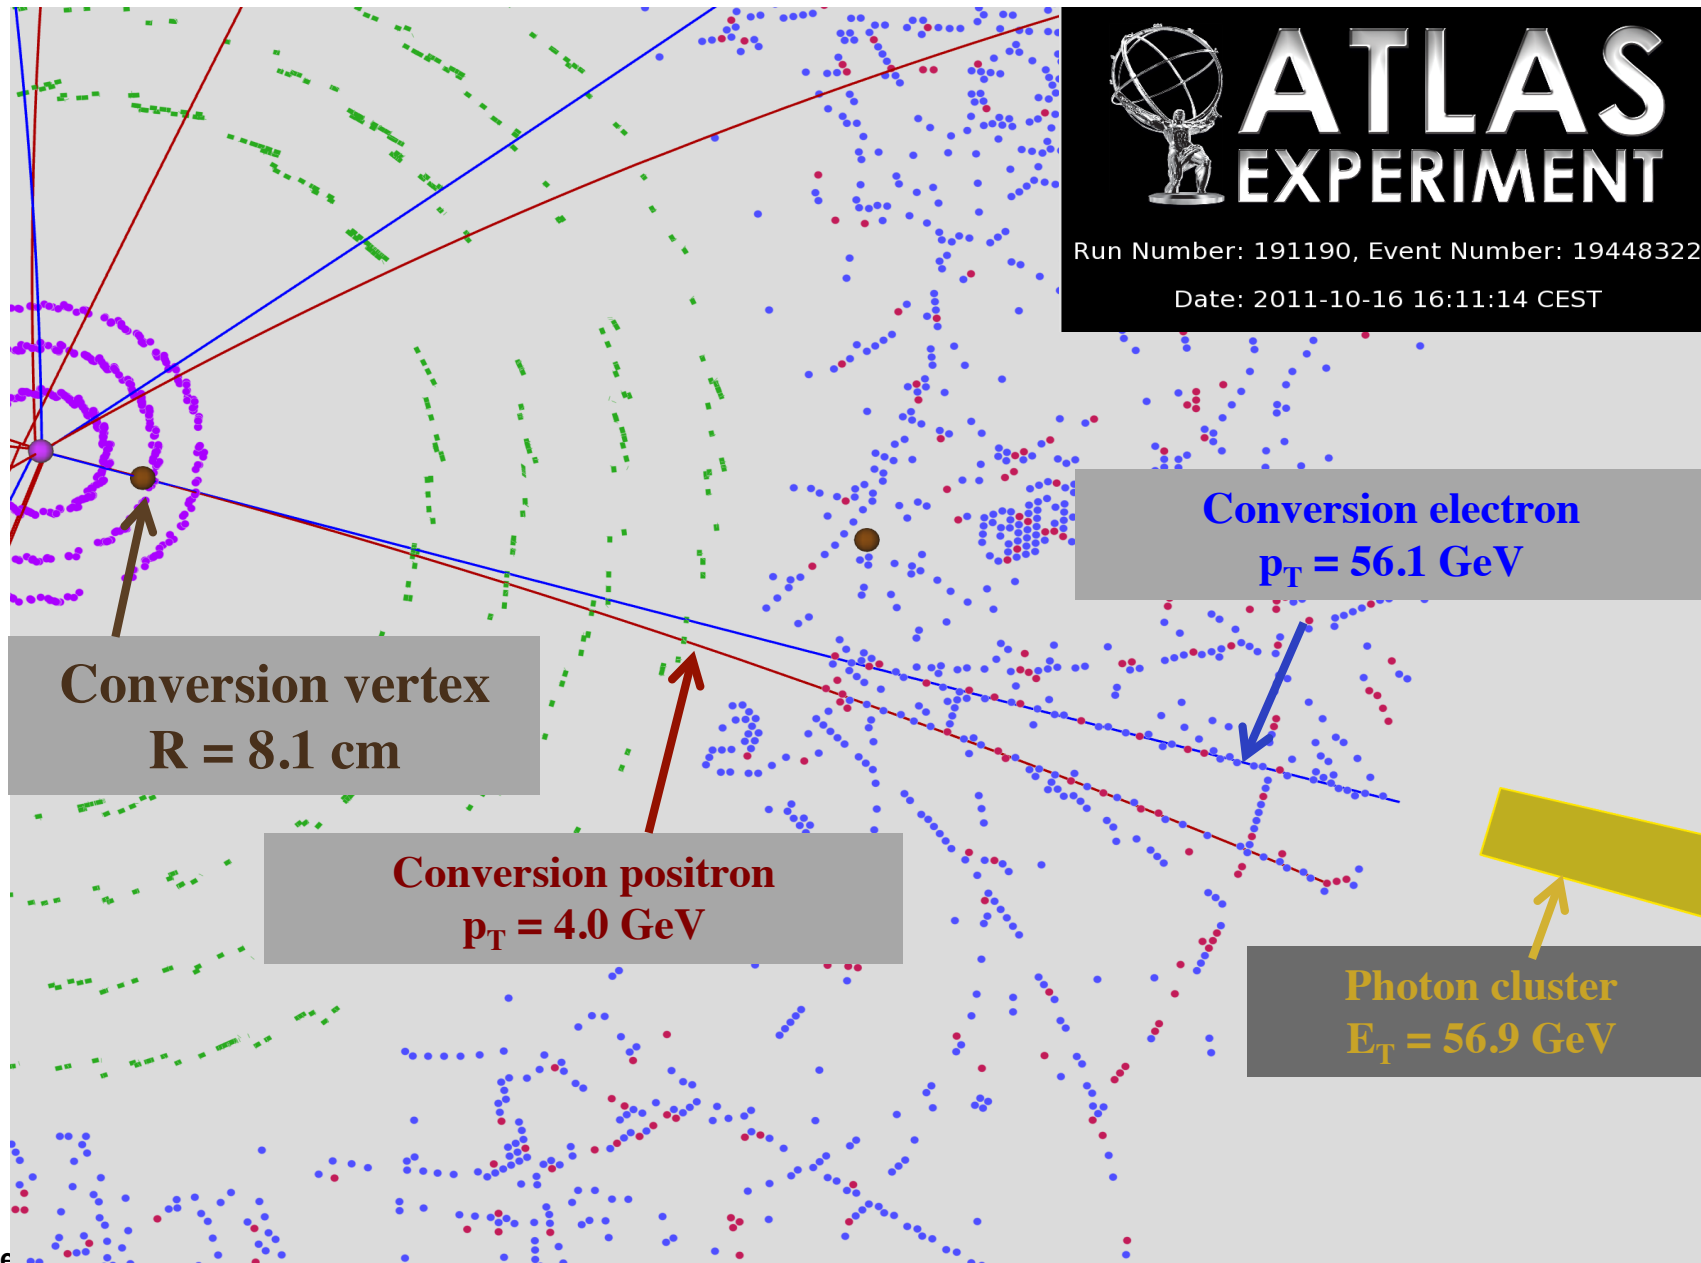 ATLAS
EXPERIMENT
Run Number: 191190, Event Number: 19448322
Date: 2011-10-16 16:11:14 CEST
Conversion electron
pT = 56.1 GeV
Conversion vertex
R = 8.1 cm
Conversion positron
pT = 4.0 GeV
Photon cluster
ET = 56.9 GeV
e